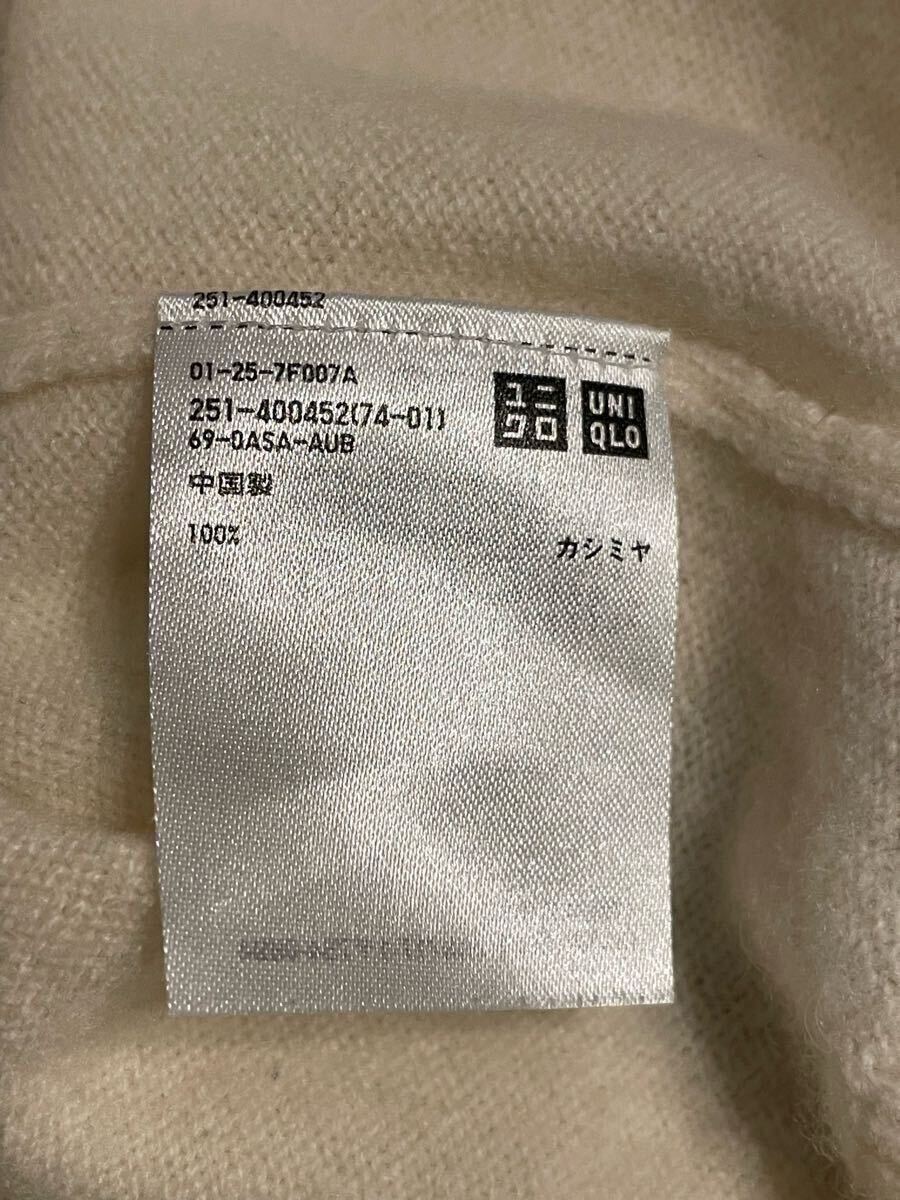 251-400452
01-25-7F007A
251-400452(74-01)
69-0ASA-AUB
ユニ
クロ
UNI
QLO
中国製
100% カシミヤ